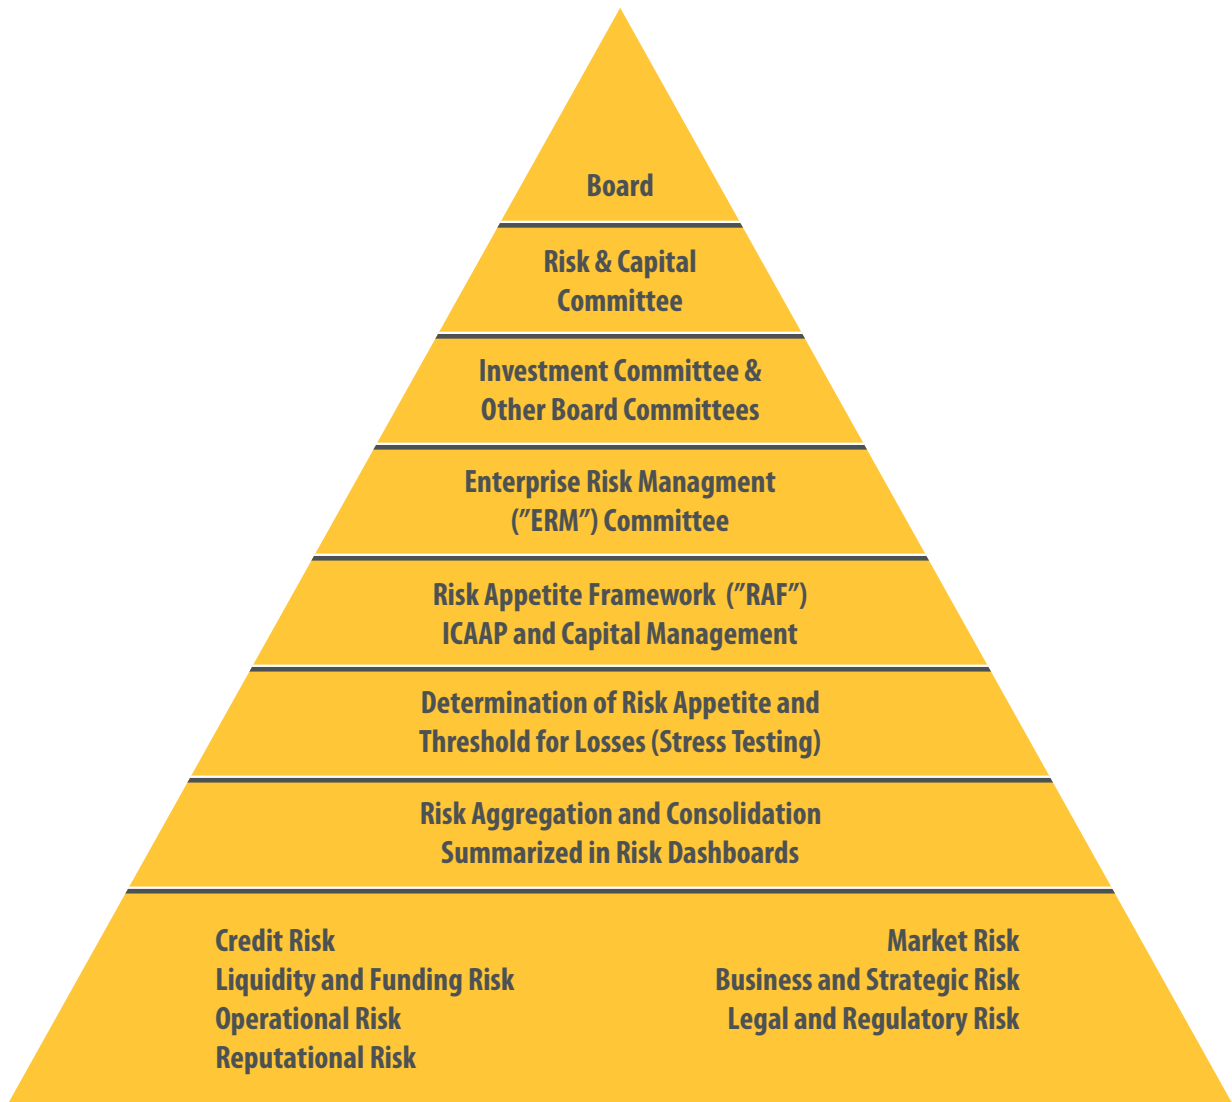 Board
Risk & Capital
Committee
Investment Committee &
Other Board Committees
Enterprise Risk Managment
(”ERM”) Committee
Risk Appetite Framework (”RAF”)
ICAAP and Capital Management
Determination of Risk Appetite and
Threshold for Losses (Stress Testing)
Risk Aggregation and Consolidation
Summarized in Risk Dashboards
Credit Risk
Liquidity and Funding Risk
Operational Risk
Reputational Risk
Market Risk
Business and Strategic Risk
Legal and Regulatory Risk